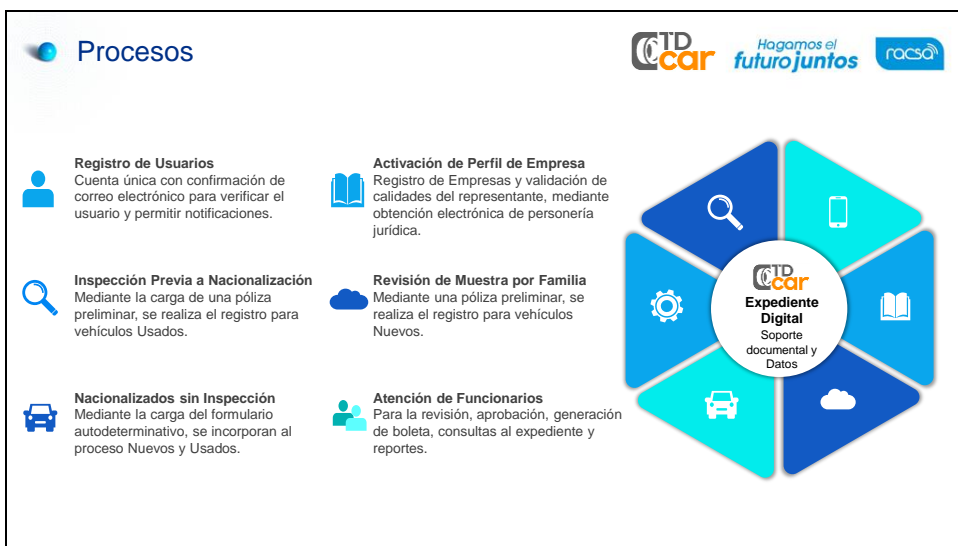 Procesos
TD
car
Hagamos el
futuro juntos
racsa
Registro de Usuarios
Cuenta única con confirmación de
correo electrónico para verificar el
usuario y permitir notificaciones.
Activación de Perfil de Empresa
Registro de Empresas y validación de
calidades del representante, mediante
obtención electrónica de personería
jurídica.
Inspección Previa a Nacionalización
Mediante la carga de una póliza
preliminar, se realiza el registro para
vehículos Usados.
Revisión de Muestra por Familia
Mediante una póliza preliminar, se
realiza el registro para vehículos
Nuevos.
Nacionalizados sin Inspección
Mediante la carga del formulario
autodeterminativo, se incorporan al
proceso Nuevos y Usados.
Atención de Funcionarios
Para la revisión, aprobación, generación
de boleta, consultas al expediente y
reportes.
TD
car
Expediente
Digital
Soporte
documental y
Datos